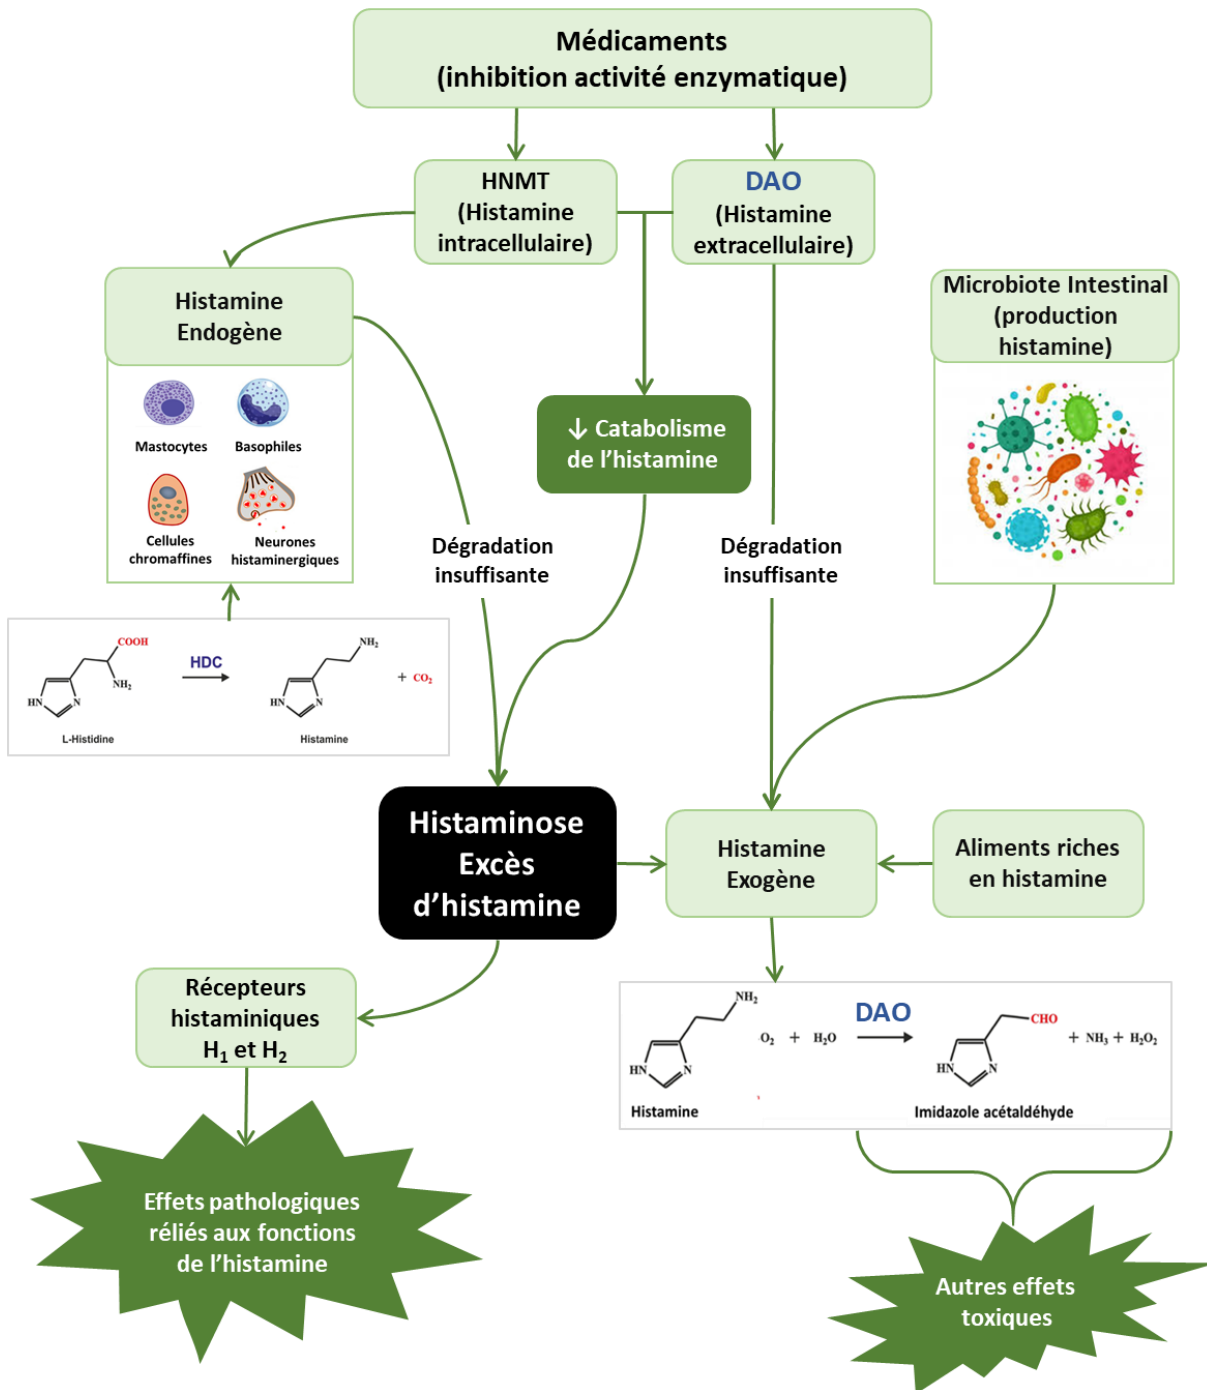 Médicaments
(inhibition activité enzymatique)
HNMT
(Histamine
intracellulaire)
DAO
(Histamine
extracellulaire)
Histamine
Endogène
Microbiote Intestinal
(production
histamine)
Mastocytes
Basophiles
Cellules
chromaffines
Neurones
histaminergiques
↓ Catabolisme
de l’histamine
Dégradation
insuffisante
Dégradation
insuffisante
COOH
NH₂
HN
N
HDC
NH₂
HN
N
+ CO₂
L-Histidine
Histamine
Histaminose
Excès
d’histamine
Histamine
Exogène
Aliments riches
en histamine
Récepteurs
histaminiques
H₁ et H₂
NH₂
HN
N
O₂ + H₂O
DAO
CHO
HN
N
+ NH₃ + H₂O₂
Histamine
Imidazole acétaldéhyde
Effets pathologiques
réliés aux fonctions
de l’histamine
Autres effets
toxiques